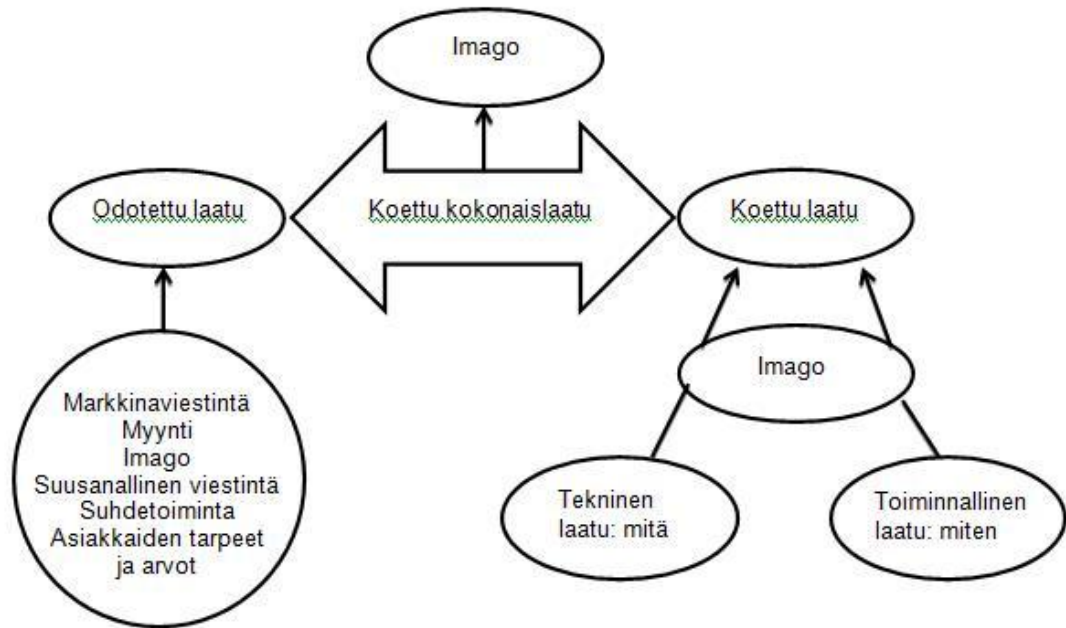 Imago
Odotettu laatu
Koettu kokonaislaatu
Koettu laatu
Imago
Markkinaviestintä
Myynti
Imago
Suusanallinen viestintä
Suhdetoiminta
Asiakkaiden tarpeet
ja arvot
Tekninen
laatu: mitä
Toiminnallinen
laatu: miten